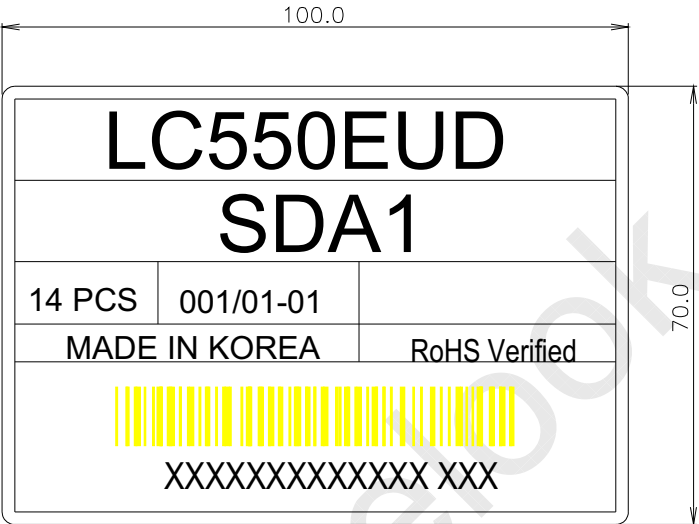 100.0
LC550EUD
SDA1
14 PCS 001/01-01
70.0
MADE IN KOREA RoHS Verified
XXXXXXXXXXXXX XXX